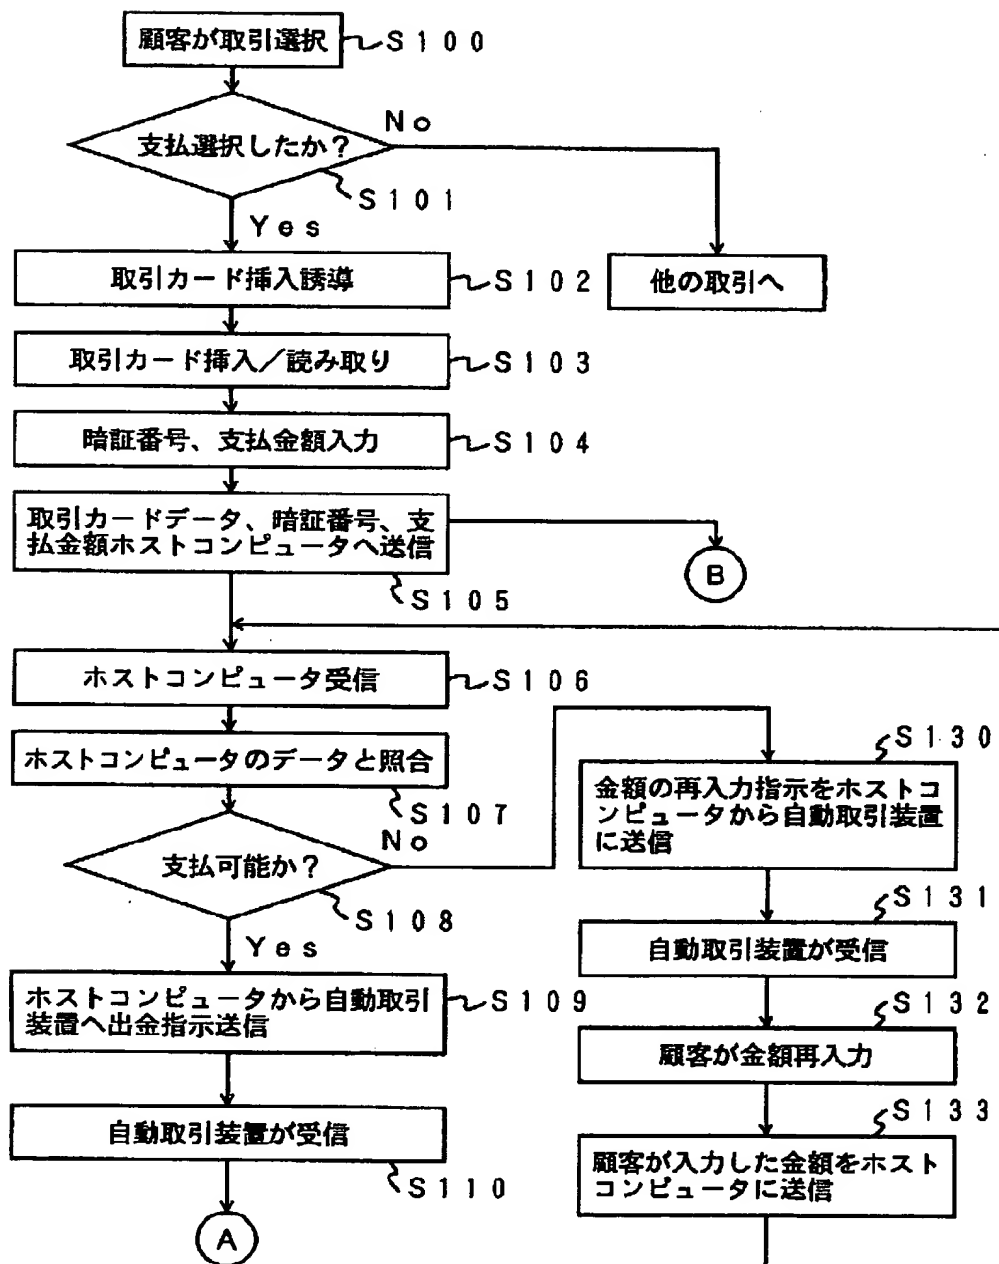 顧客が取引選択
S100
支払選択したか？
No
S101
Yes
取引カード挿入誘導
S102
他の取引へ
取引カード挿入／読み取り
S103
暗証番号、支払金額入力
S104
取引カードデータ、暗証番号、支
払金額ホストコンピュータへ送信
B
S105
ホストコンピュータ受信
S106
ホストコンピュータのデータと照合
S107
支払可能か？
No
S108
Yes
ホストコンピュータから自動取引
装置へ出金指示送信
S109
自動取引装置が受信
S110
A
S130
金額の再入力指示をホストコ
ンピュータから自動取引装置
に送信
S131
自動取引装置が受信
S132
顧客が金額再入力
S133
顧客が入力した金額をホスト
コンピュータに送信